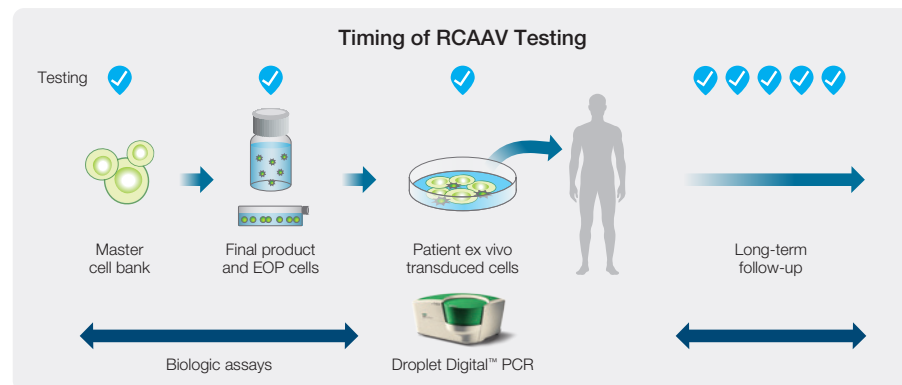 Timing of RCAAV Testing
Testing
Master
cell bank
Final product
and EOP cells
Patient ex vivo
transduced cells
Long-term
follow-up
Biologic assays
Droplet Digital™ PCR